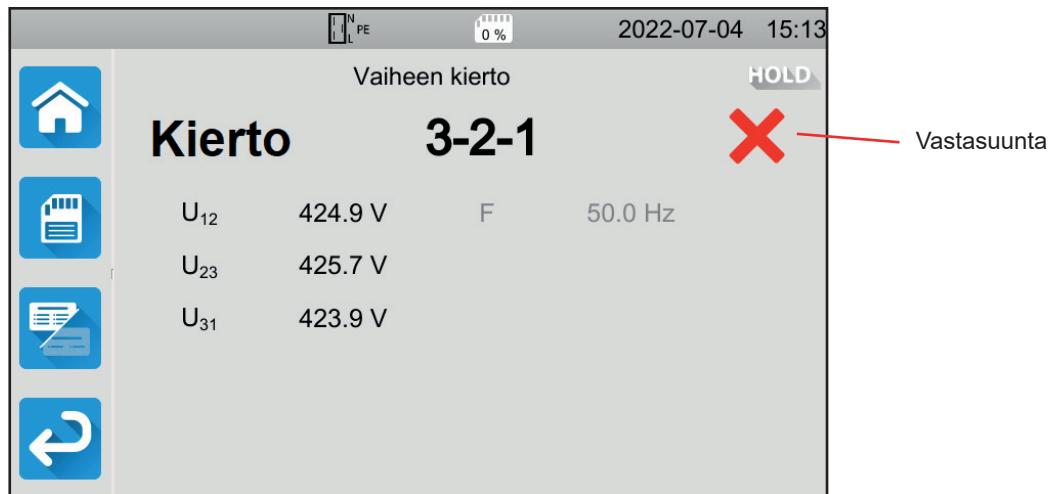 N
L PE 0 % 2022-07-04 15:13
Vaiheen kierto HOLD
Kierto 3-2-1
Vastasuunta
U12 424.9 V F 50.0 Hz
U23 425.7 V
U31 423.9 V